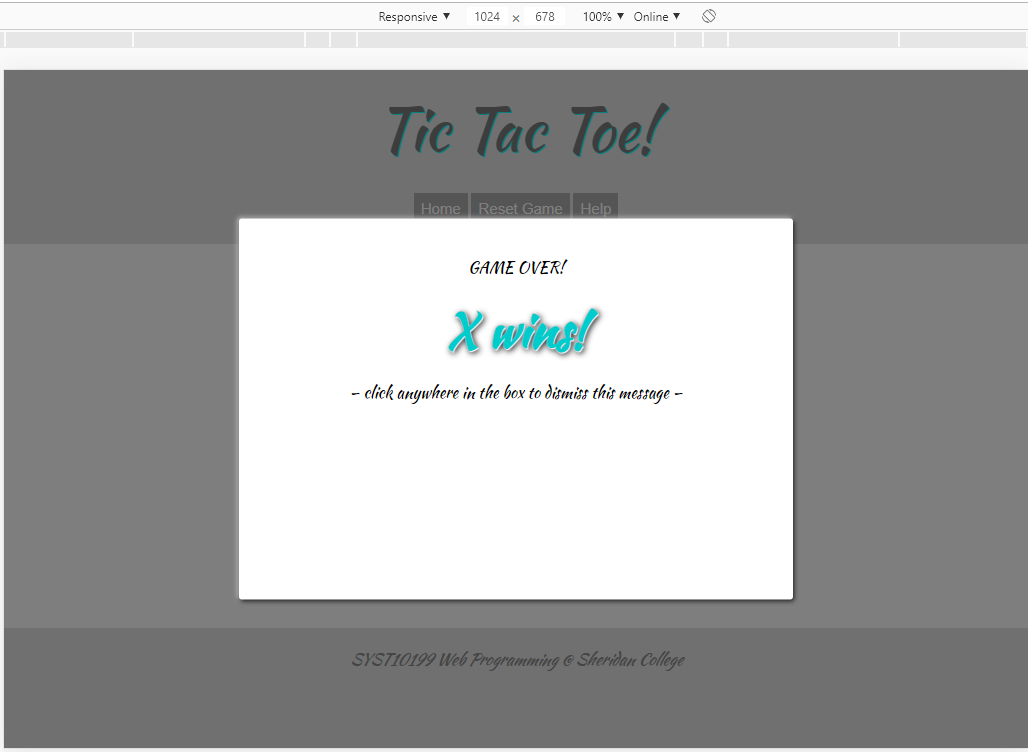 Responsive ▼ 1024 × 678 100% ▼ Online ▼
Tic Tac Toe!
Home Reset Game Help
GAME OVER!
X wins!
– click anywhere in the box to dismiss this message –
SYST10199 Web Programming @ Sheridan College